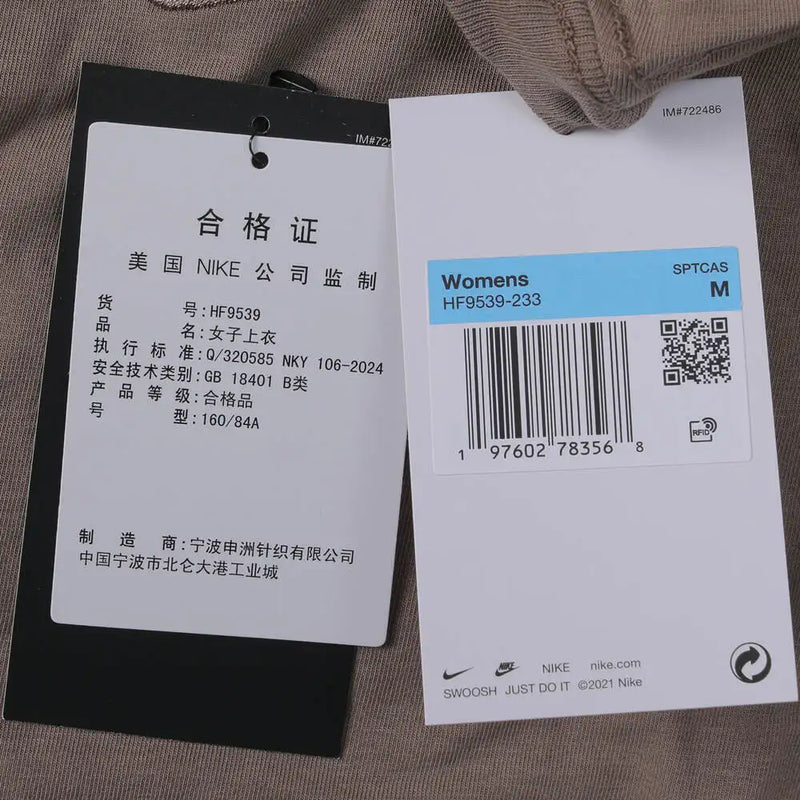 IM#722
合格证
美国 NIKE 公司监制
货号:HF9539
品名:女子上衣
执行标准:Q/320585 NKY 106-2024
安全技术类别:GB 18401 B类
产品等级:合格品
号型:160/84A
制造商:宁波申洲针织有限公司
中国宁波市北仑大港工业城
IM#722486
Womens SPTCAS
HF9539-233 M
1 97602 78356 8
RFID
NIKE NIKE nike.com
SWOOSH JUST DO IT ©2021 Nike